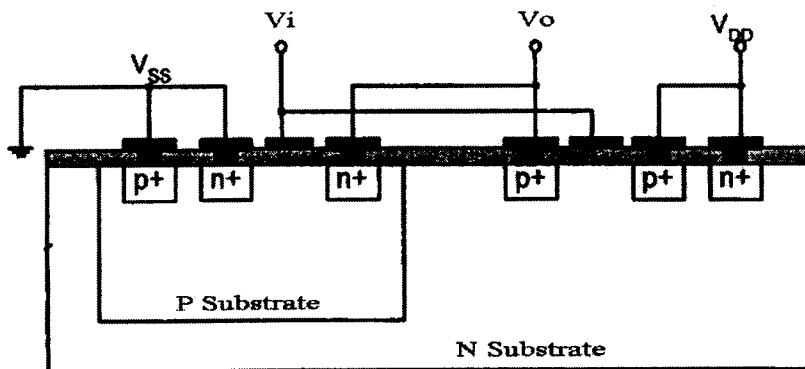 Vi Vo VDD
VSS
p+ n+ n+ p+ p+ n+
P Substrate
N Substrate